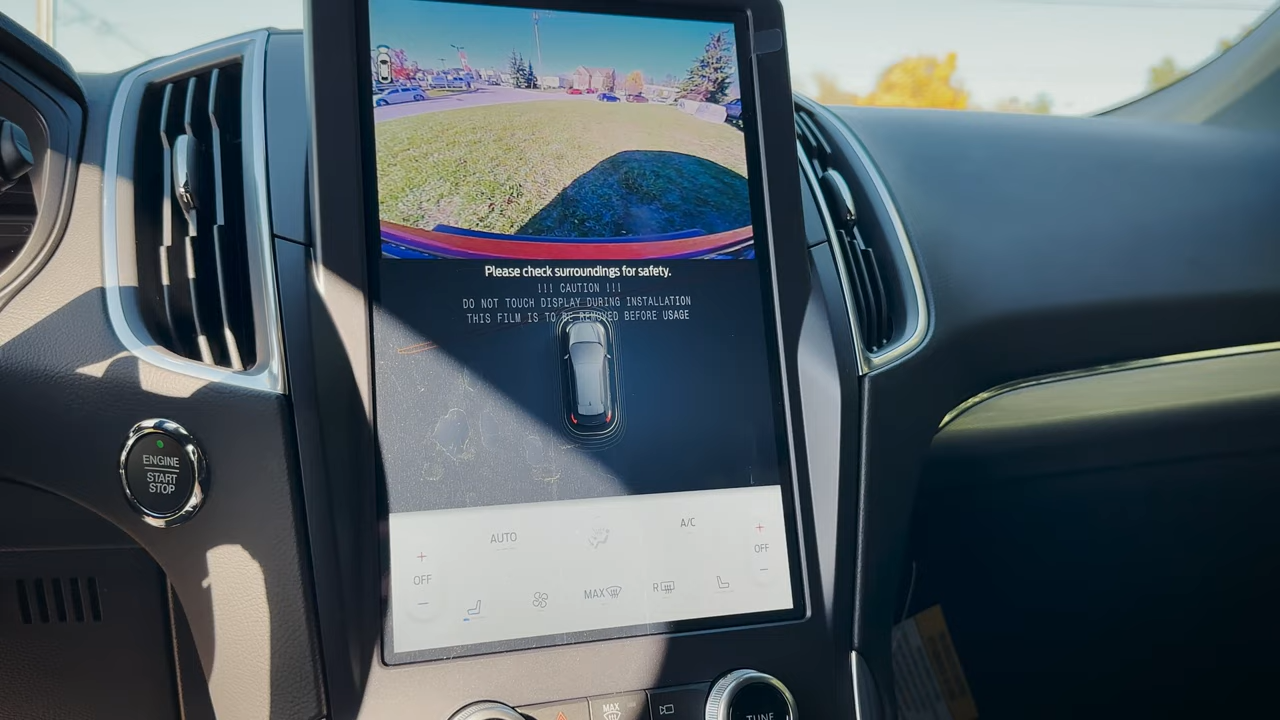 Please check surroundings for safety.
!!! CAUTION !!!
DO NOT TOUCH DISPLAY DURING INSTALLATION
THIS FILM IS TO BE REMOVED BEFORE USAGE
ENGINE
START
STOP
AUTO
A/C
OFF
OFF
MAX
R
MAX
TUNE